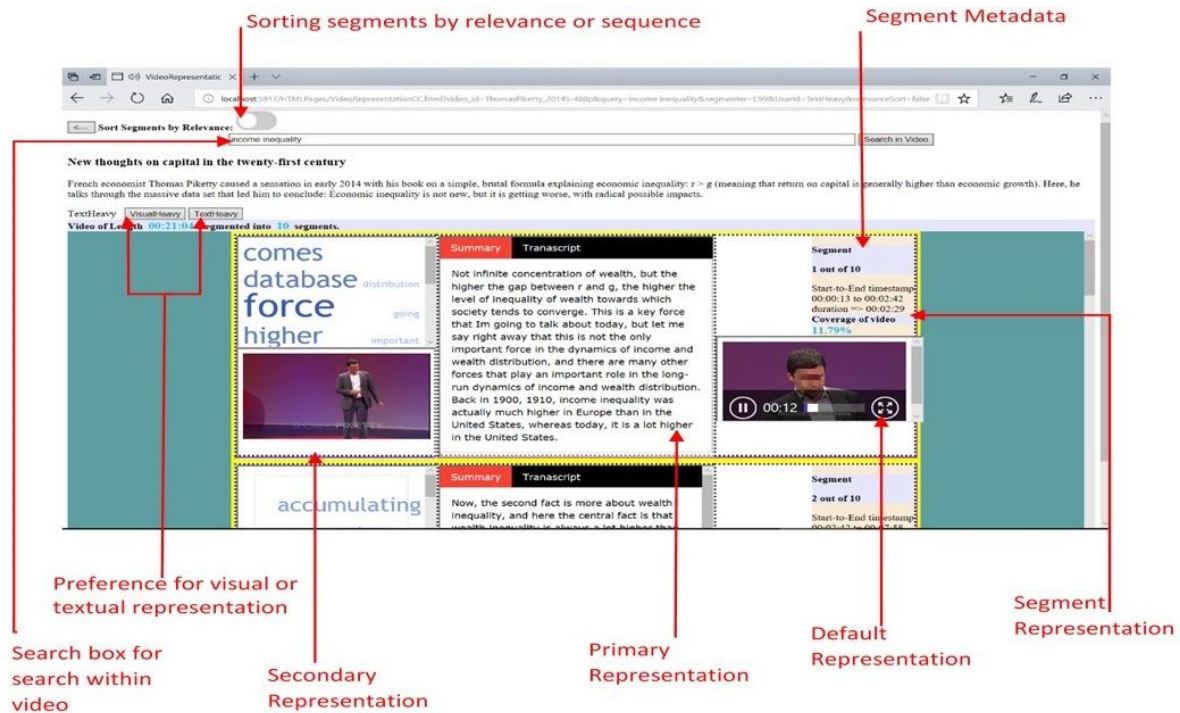 Sorting segments by relevance or sequence
Segment Metadata
VideoRepresentatic
localhost:5917/HTMLPages/VideoRepresentationCC.html?video_id=ThomasPiketty_2014S-480p&query=income inequality&segmenter=C99&UserId=TextHeavy&relevanceSort=false
<--- Sort Segments by Relevance:
income inequality Search in Video
New thoughts on capital in the twenty-first century
French economist Thomas Piketty caused a sensation in early 2014 with his book on a simple, brutal formula explaining economic inequality: r > g (meaning that return on capital is generally higher than economic growth). Here, he
talks through the massive data set that led him to conclude: Economic inequality is not new, but it is getting worse, with radical possible impacts.
TextHeavy VisualHeavy TextHeavy
Video of Length 00:21:04 segmented into 10 segments.
comes
database distribution
force going
higher important
Summary Transcript
Not infinite concentration of wealth, but the
higher the gap between r and g, the higher the
level of inequality of wealth towards which
society tends to converge. This is a key force
that Im going to talk about today, but let me
say right away that this is not the only
important force in the dynamics of income and
wealth distribution, and there are many other
forces that play an important role in the long-
run dynamics of income and wealth distribution.
Back in 1900, 1910, income inequality was
actually much higher in Europe than in the
United States, whereas today, it is a lot higher
in the United States.
Segment
1 out of 10
Start-to-End timestamp
00:00:13 to 00:02:42
duration => 00:02:29
Coverage of video
11.79%
00:12
accumulating
Summary Transcript
Now, the second fact is more about wealth
inequality, and here the central fact is that
wealth inequality is always a lot higher than
Segment
2 out of 10
Start-to-End timestamp
00:02:42 to 00:07:58
Preference for visual or
textual representation
Search box for
search within
video
Secondary
Representation
Primary
Representation
Default
Representation
Segment
Representation